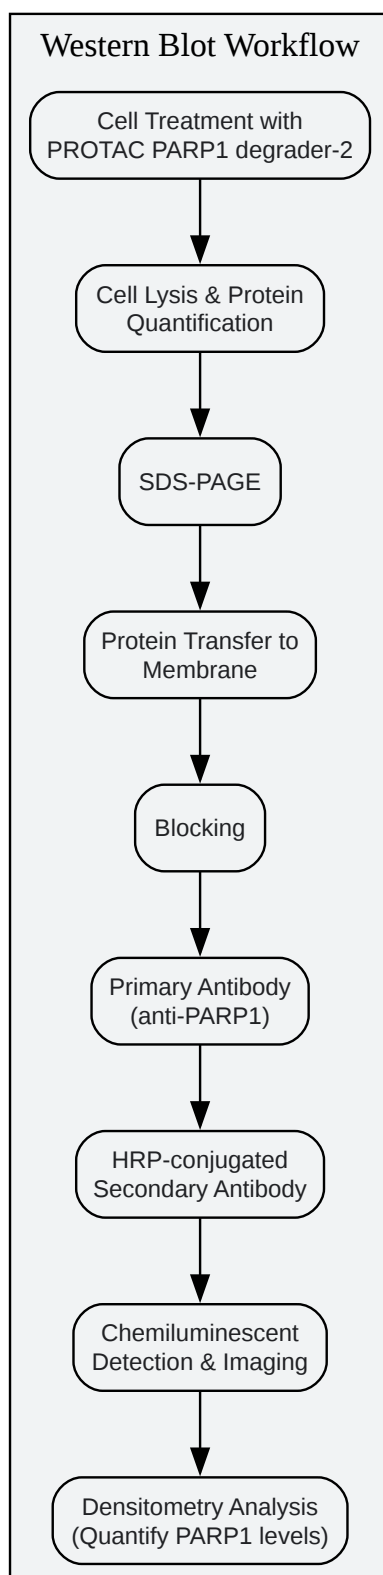 Western Blot Workflow
Cell Treatment with
PROTAC PARP1 degrader-2
Cell Lysis & Protein
Quantification
SDS-PAGE
Protein Transfer to
Membrane
Blocking
Primary Antibody
(anti-PARP1)
HRP-conjugated
Secondary Antibody
Chemiluminescent
Detection & Imaging
Densitometry Analysis
(Quantify PARP1 levels)